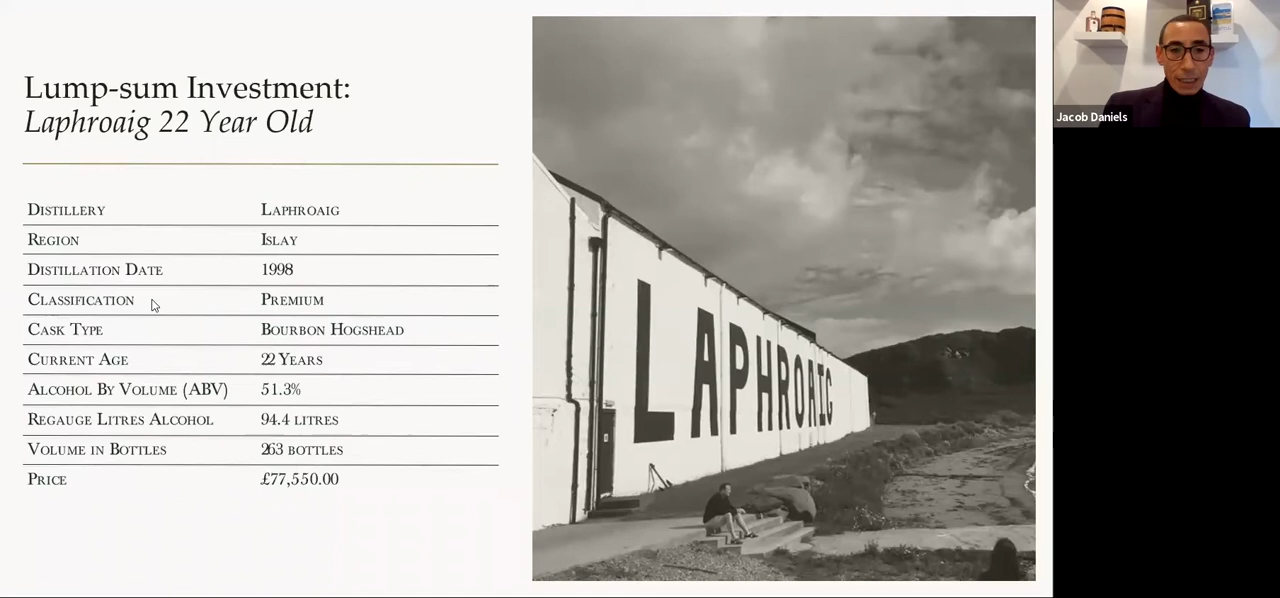 Lump-sum Investment:
Laphroaig 22 Year Old
Distillery Laphroaig
Region Islay
Distillation Date 1998
Classification Premium
Cask Type Bourbon Hogshead
Current Age 22 Years
Alcohol By Volume (ABV) 51.3%
Regauge Litres Alcohol 94.4 litres
Volume in Bottles 263 bottles
Price £77,550.00
LAPHROAIG
Jacob Daniels